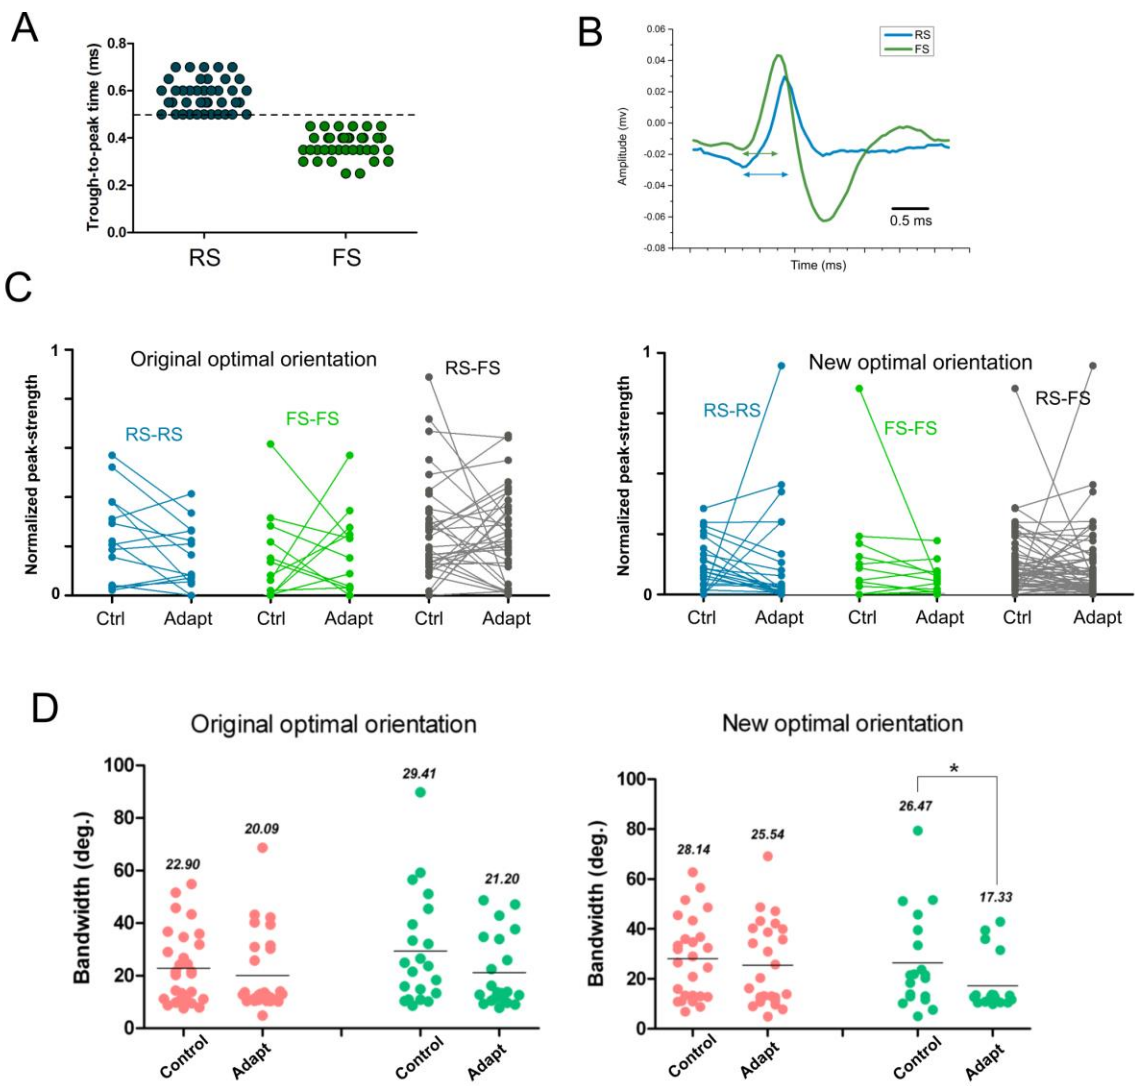 A
Trough-to-peak time (ms)
0.8
0.6
0.4
0.2
0.0
RS
FS
B
Amplitude (mv)
0.06
0.04
0.02
0.00
-0.02
-0.04
-0.06
-0.08
RS
FS
0.5 ms
Time (ms)
C
Original optimal orientation
Normalized peak-strength
1
0
RS-RS
FS-FS
RS-FS
Ctrl
Adapt
Ctrl
Adapt
Ctrl
Adapt
New optimal orientation
Normalized peak-strength
1
0
RS-RS
FS-FS
RS-FS
Ctrl
Adapt
Ctrl
Adapt
Ctrl
Adapt
D
Original optimal orientation
Bandwidth (deg.)
100
80
60
40
20
0
22.90
20.09
29.41
21.20
Control
Adapt
Control
Adapt
New optimal orientation
Bandwidth (deg.)
100
80
60
40
20
0
28.14
25.54
26.47
*
17.33
Control
Adapt
Control
Adapt